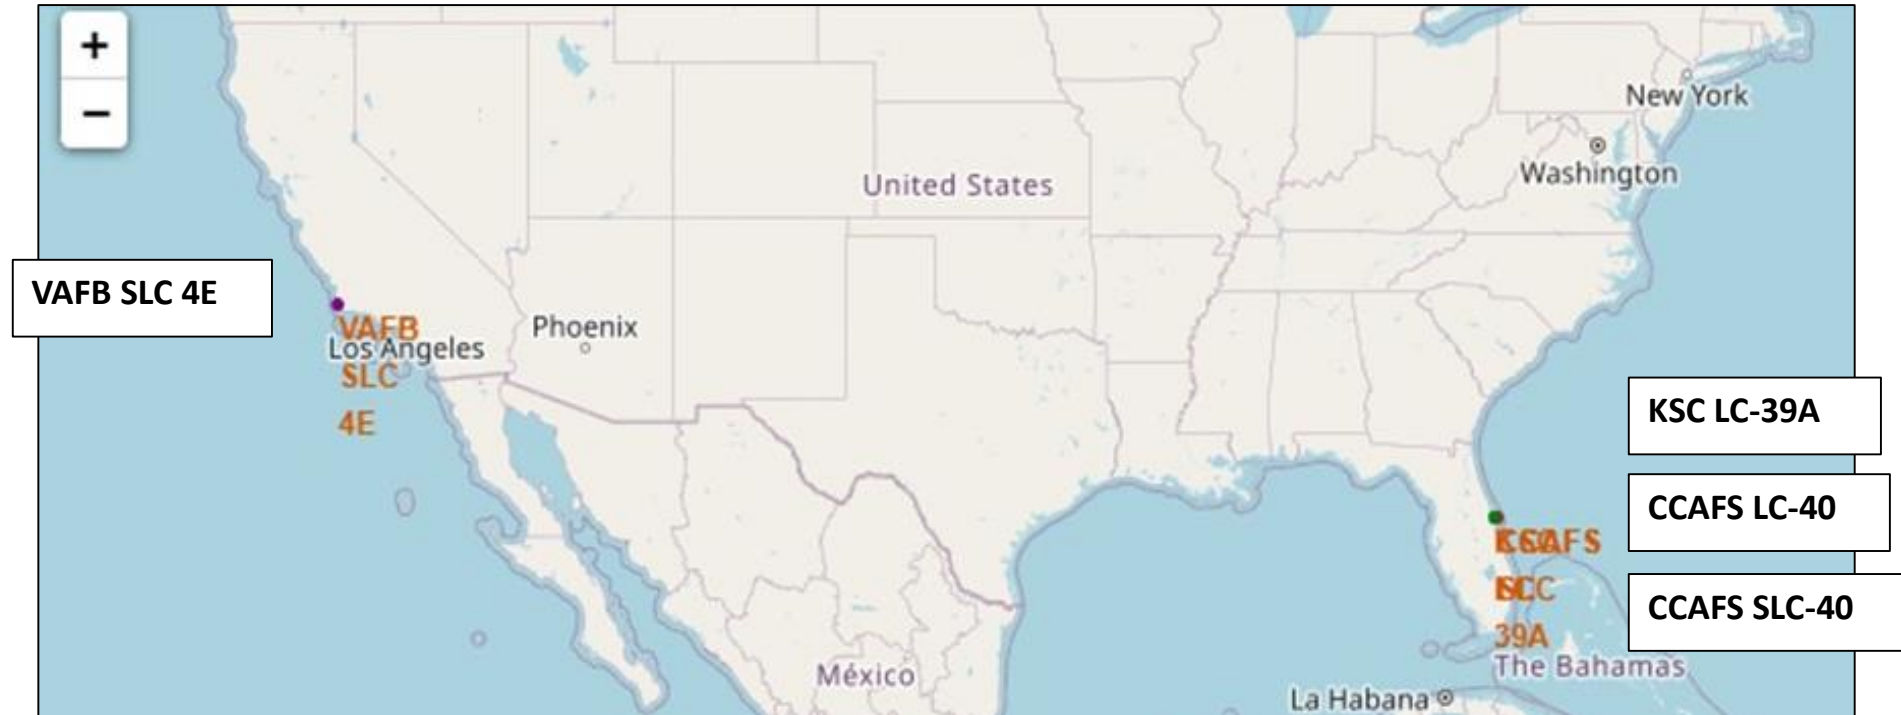 +
−
New York
Washington
United States
VAFB SLC 4E
VAFB
Los Angeles
SLC
4E
Phoenix
KSC LC-39A
CCAFS LC-40
CCAFS SLC-40
39A
The Bahamas
México
La Habana